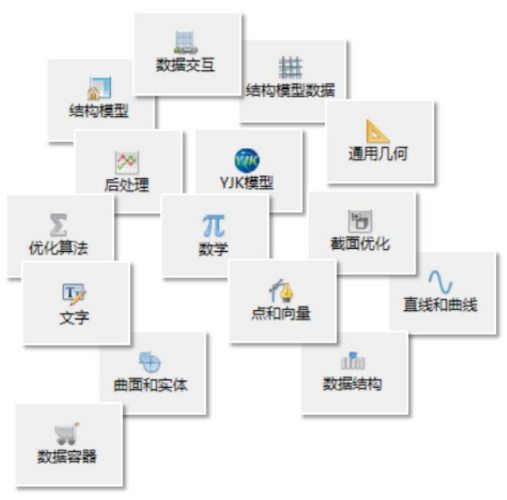 数据交互
结构模型数据
结构模型
通用几何
后处理
YJK
YJK模型
优化算法
π
数学
截面优化
Σ
文字
点和向量
直线和曲线
曲面和实体
数据结构
数据容器